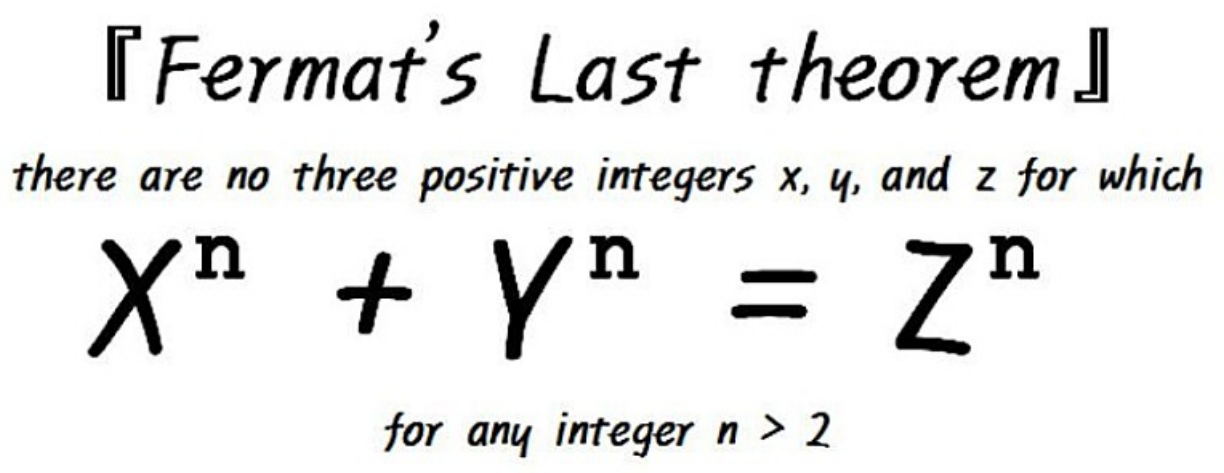 『Fermat's Last theorem』
there are no three positive integers x, y, and z for which
Xⁿ + Yⁿ = Zⁿ
for any integer n > 2